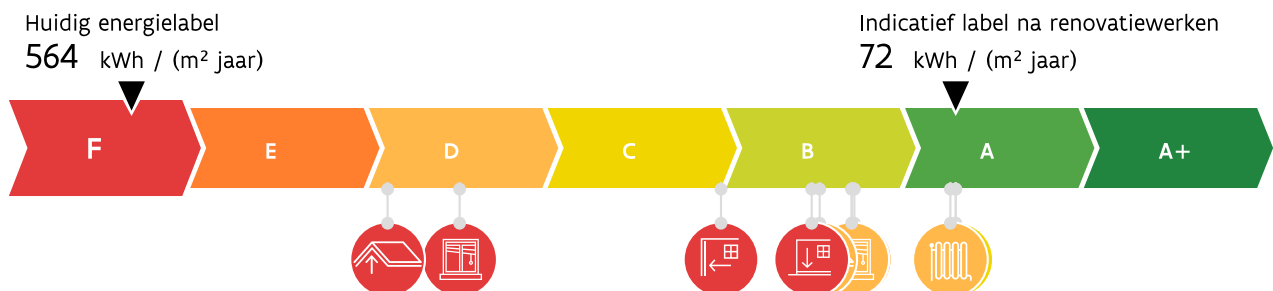 Huidig energielabel
564 kWh / (m² jaar)
Indicatief label na renovatiewerken
72 kWh / (m² jaar)
F E D C B A A+